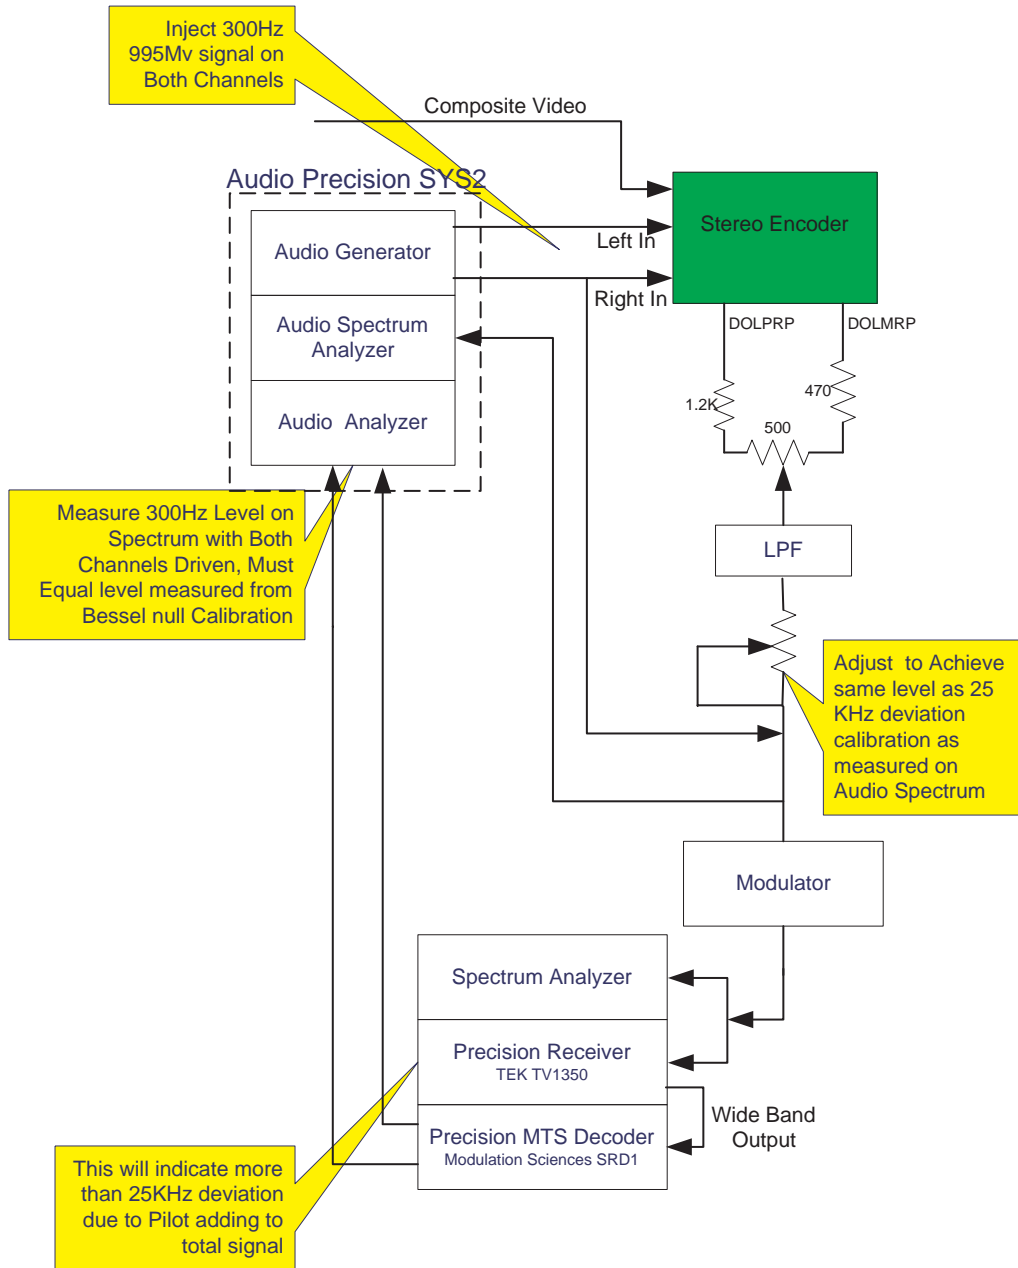 Inject 300Hz
995Mv signal on
Both Channels
Composite Video
Audio Precision SYS2
Audio Generator
Left In
Stereo Encoder
Right In
Audio Spectrum
Analyzer
DOLPRP
DOLMRP
1.2K
470
500
Audio  Analyzer
Measure 300Hz Level on
Spectrum with Both
Channels Driven, Must
Equal level measured from
Bessel null Calibration
LPF
Adjust  to Achieve
same level as 25
KHz deviation
calibration as
measured on
Audio Spectrum
Modulator
Spectrum Analyzer
Precision Receiver
TEK TV1350
Wide Band
Output
Precision MTS Decoder
Modulation Sciences SRD1
This will indicate more
than 25KHz deviation
due to Pilot adding to
total signal